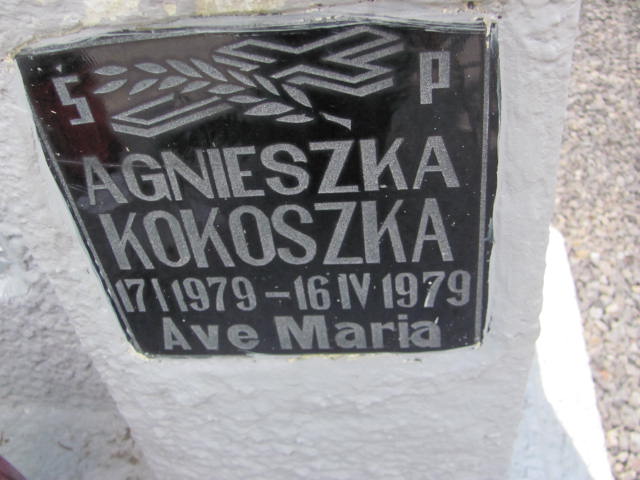 Ś P
AGNIESZKA
KOKOSZKA
17 I 1979 - 16 IV 1979
Ave Maria